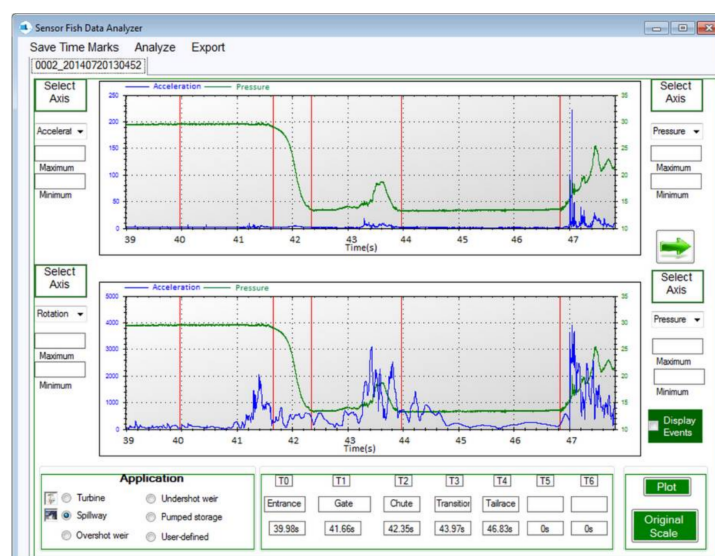 Sensor Fish Data Analyzer
Save Time Marks Analyze Export
0002_20140720130452
Select Axis
Accelerat
Maximum
Minimum
Acceleration Pressure
250
200
150
100
50
0
35
30
25
20
15
10
39 40 41 42 43 44 45 46 47
Time(s)
Select Axis
Pressure
Maximum
Minimum
Select Axis
Rotation
Maximum
Minimum
Acceleration Pressure
5000
4000
3000
2000
1000
0
35
30
25
20
15
10
39 40 41 42 43 44 45 46 47
Time(s)
Select Axis
Pressure
Maximum
Minimum
Display Events
Application
Turbine Undershot weir
Spillway Pumped storage
Overshot weir User-defined
T0 T1 T2 T3 T4 T5 T6
Entrance Gate Chute Transition Tailrace
39.98s 41.66s 42.35s 43.97s 46.83s 0s 0s
Plot
Original Scale